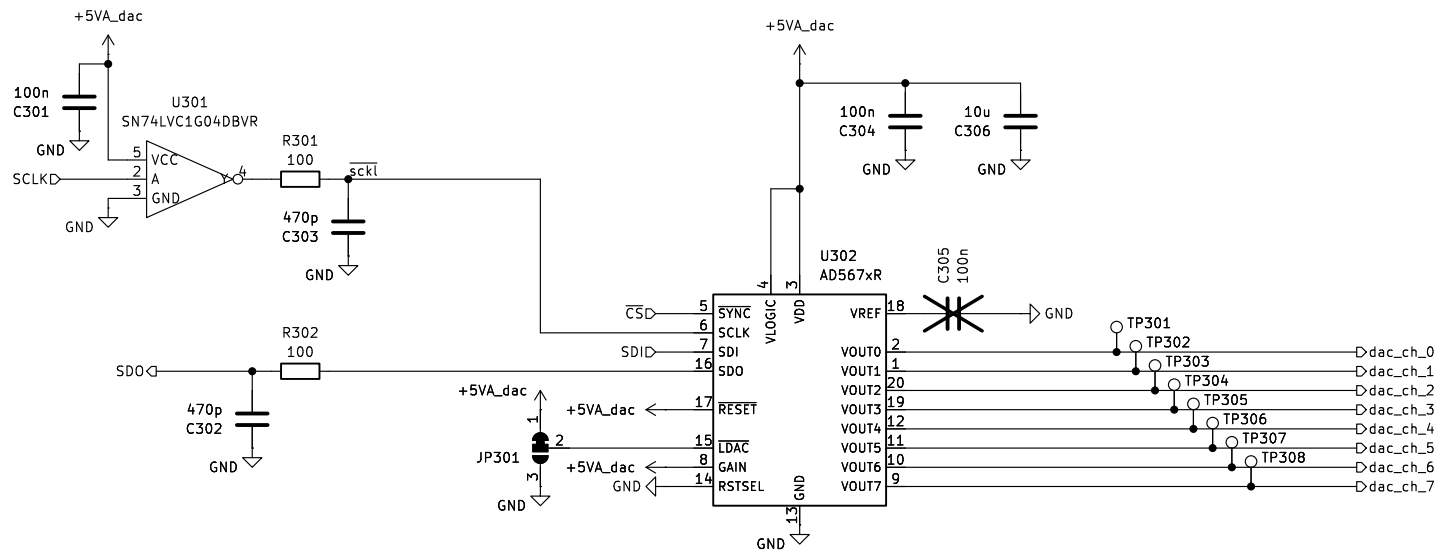 +5VA_dac
100n
C301
GND
U301
SN74LVC1G04DBVR
5
VCC
SCLK
2
A
Y
4
3
GND
GND
R301
100
sckl
470p
C303
GND
+5VA_dac
100n
C304
GND
10u
C306
GND
U302
AD567xR
4
3
VLOGIC
VDD
CS
5
SYNC
6
SCLK
SDI
7
SDI
16
SDO
+5VA_dac
17
RESET
15
LDAC
+5VA_dac
8
GAIN
GND
14
RSTSEL
GND
13
GND
VREF
18
C305
100n
GND
VOUT0
2
VOUT1
1
VOUT2
20
VOUT3
19
VOUT4
12
VOUT5
11
VOUT6
10
VOUT7
9
TP301
TP302
TP303
TP304
TP305
TP306
TP307
TP308
dac_ch_0
dac_ch_1
dac_ch_2
dac_ch_3
dac_ch_4
dac_ch_5
dac_ch_6
dac_ch_7
SDO
R302
100
470p
C302
GND
+5VA_dac
1
2
JP301
3
GND